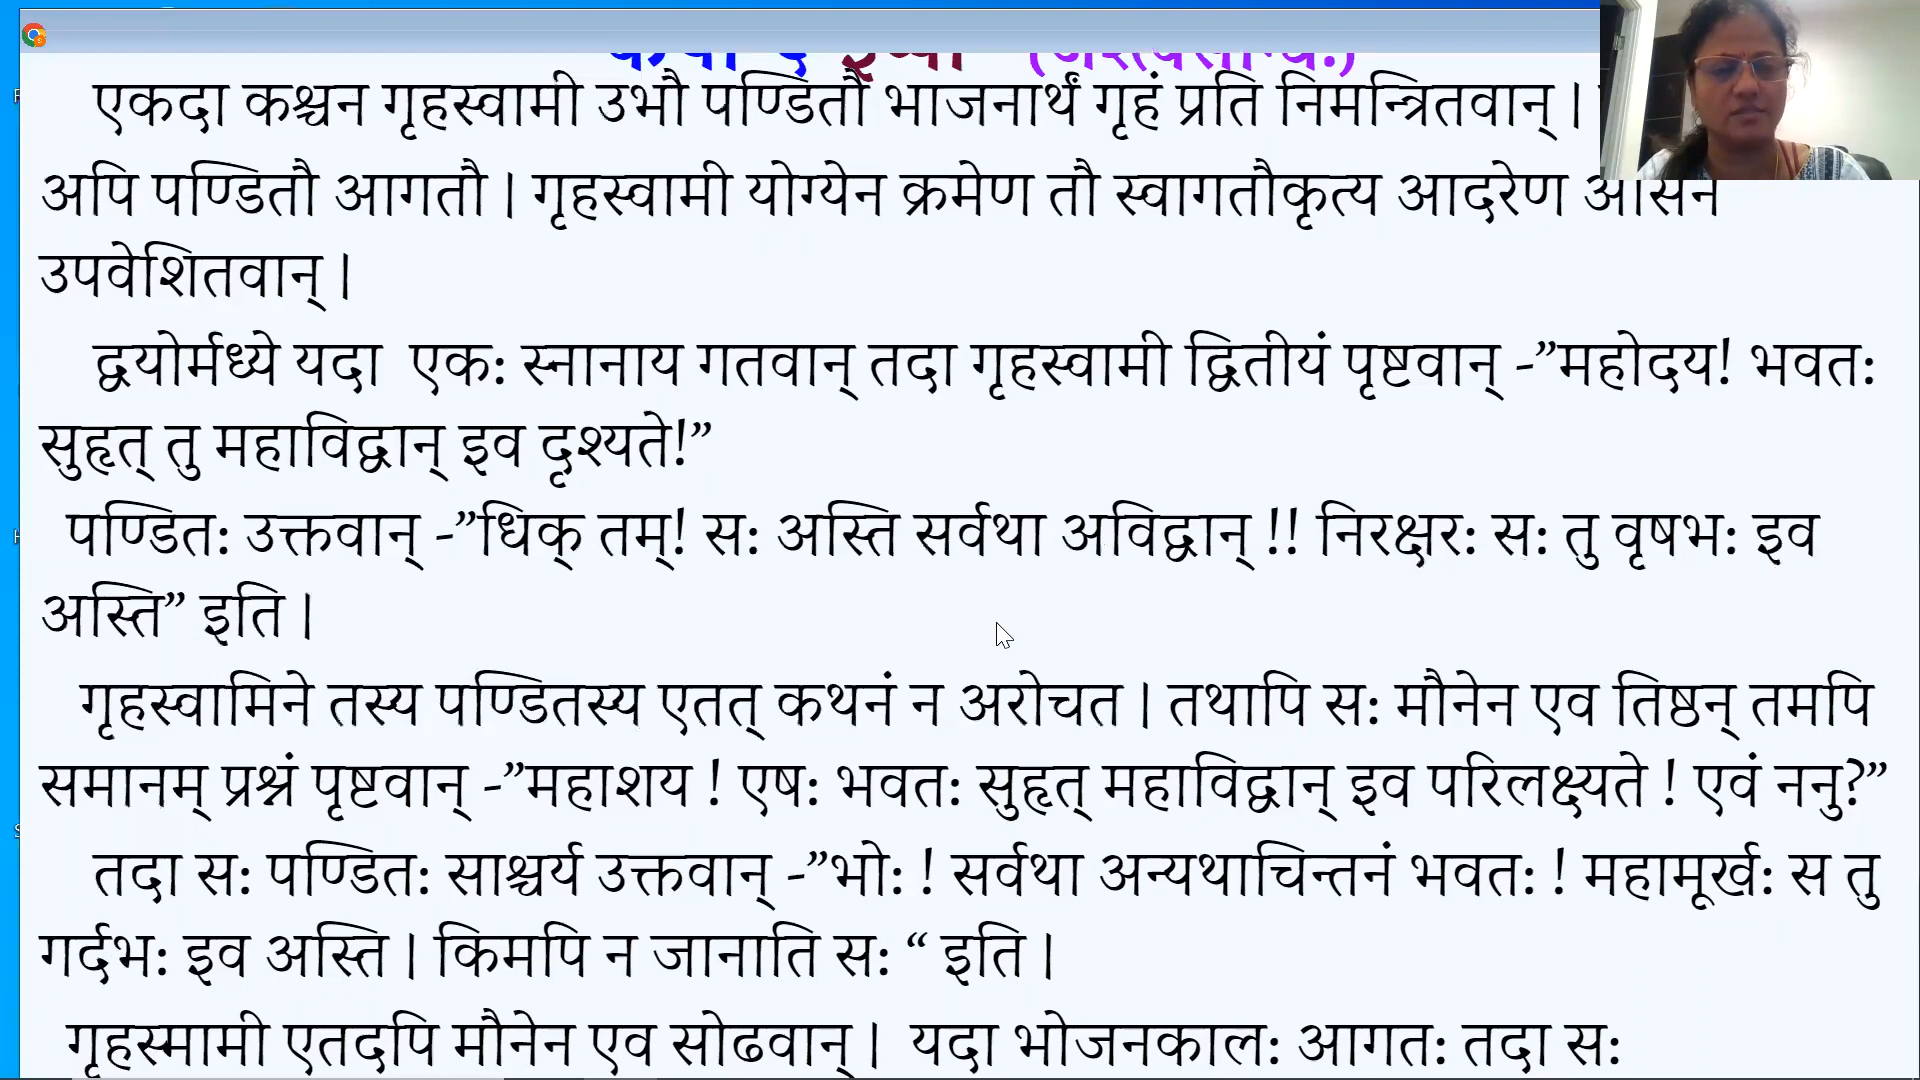 एकदा कश्चन गृहस्वामी उभौ पण्डितौ भाजनार्थं गृहं प्रति निमन्त्रितवान् |
अपि पण्डितौ आगतौ | गृहस्वामी योग्येन क्रमेण तौ स्वागतौकृत्य आदरेण आसने
उपवेशितवान् |
द्वयोर्मध्ये यदा एकः स्नानाय गतवान् तदा गृहस्वामी द्वितीयं पृष्टवान् -”महोदय! भवतः
सुहृत् तु महाविद्वान् इव दृश्यते!”
पण्डितः उक्तवान् -”धिक् तम्! सः अस्ति सर्वथा अविद्वान् !! निरक्षरः सः तु वृषभः इव
अस्ति” इति |
गृहस्वामिने तस्य पण्डितस्य एतत् कथनं न अरोचत | तथापि सः मौनेन एव तिष्ठन् तमपि
समानम् प्रश्नं पृष्टवान् -”महाशय ! एषः भवतः सुहृत् महाविद्वान् इव परिलक्ष्यते ! एवं ननु?”
तदा सः पण्डितः साश्चर्य उक्तवान् -”भोः ! सर्वथा अन्यथाचिन्तनं भवतः ! महामूर्खः स तु
गर्दभः इव अस्ति | किमपि न जानाति सः “ इति |
गृहस्मामी एतदपि मौनेन एव सोढवान् | यदा भोजनकालः आगतः तदा सः